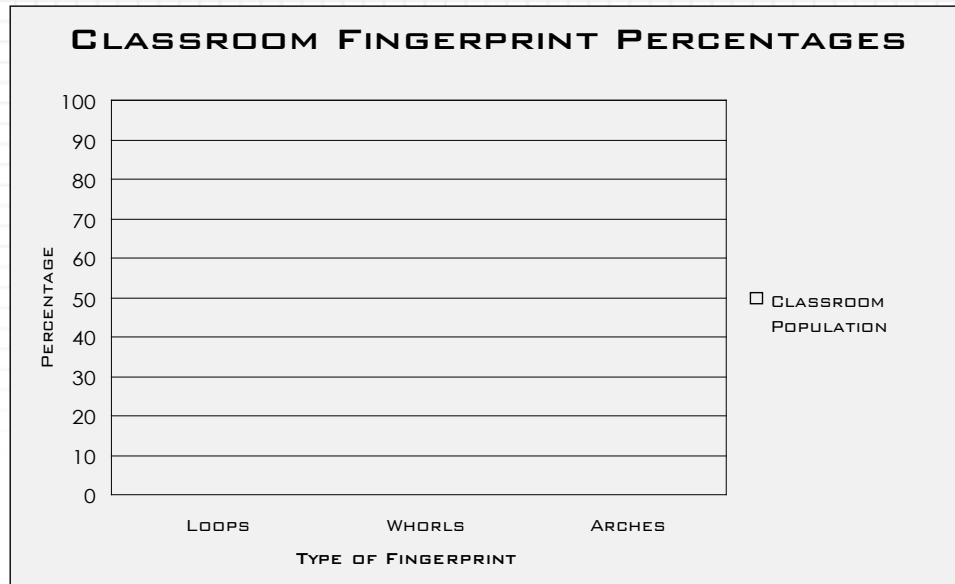 Classroom Fingerprint Percentages
100
90
80
70
60
50
40
30
20
10
0
Percentage
Loops Whorls Arches
Type of Fingerprint
Classroom
Population